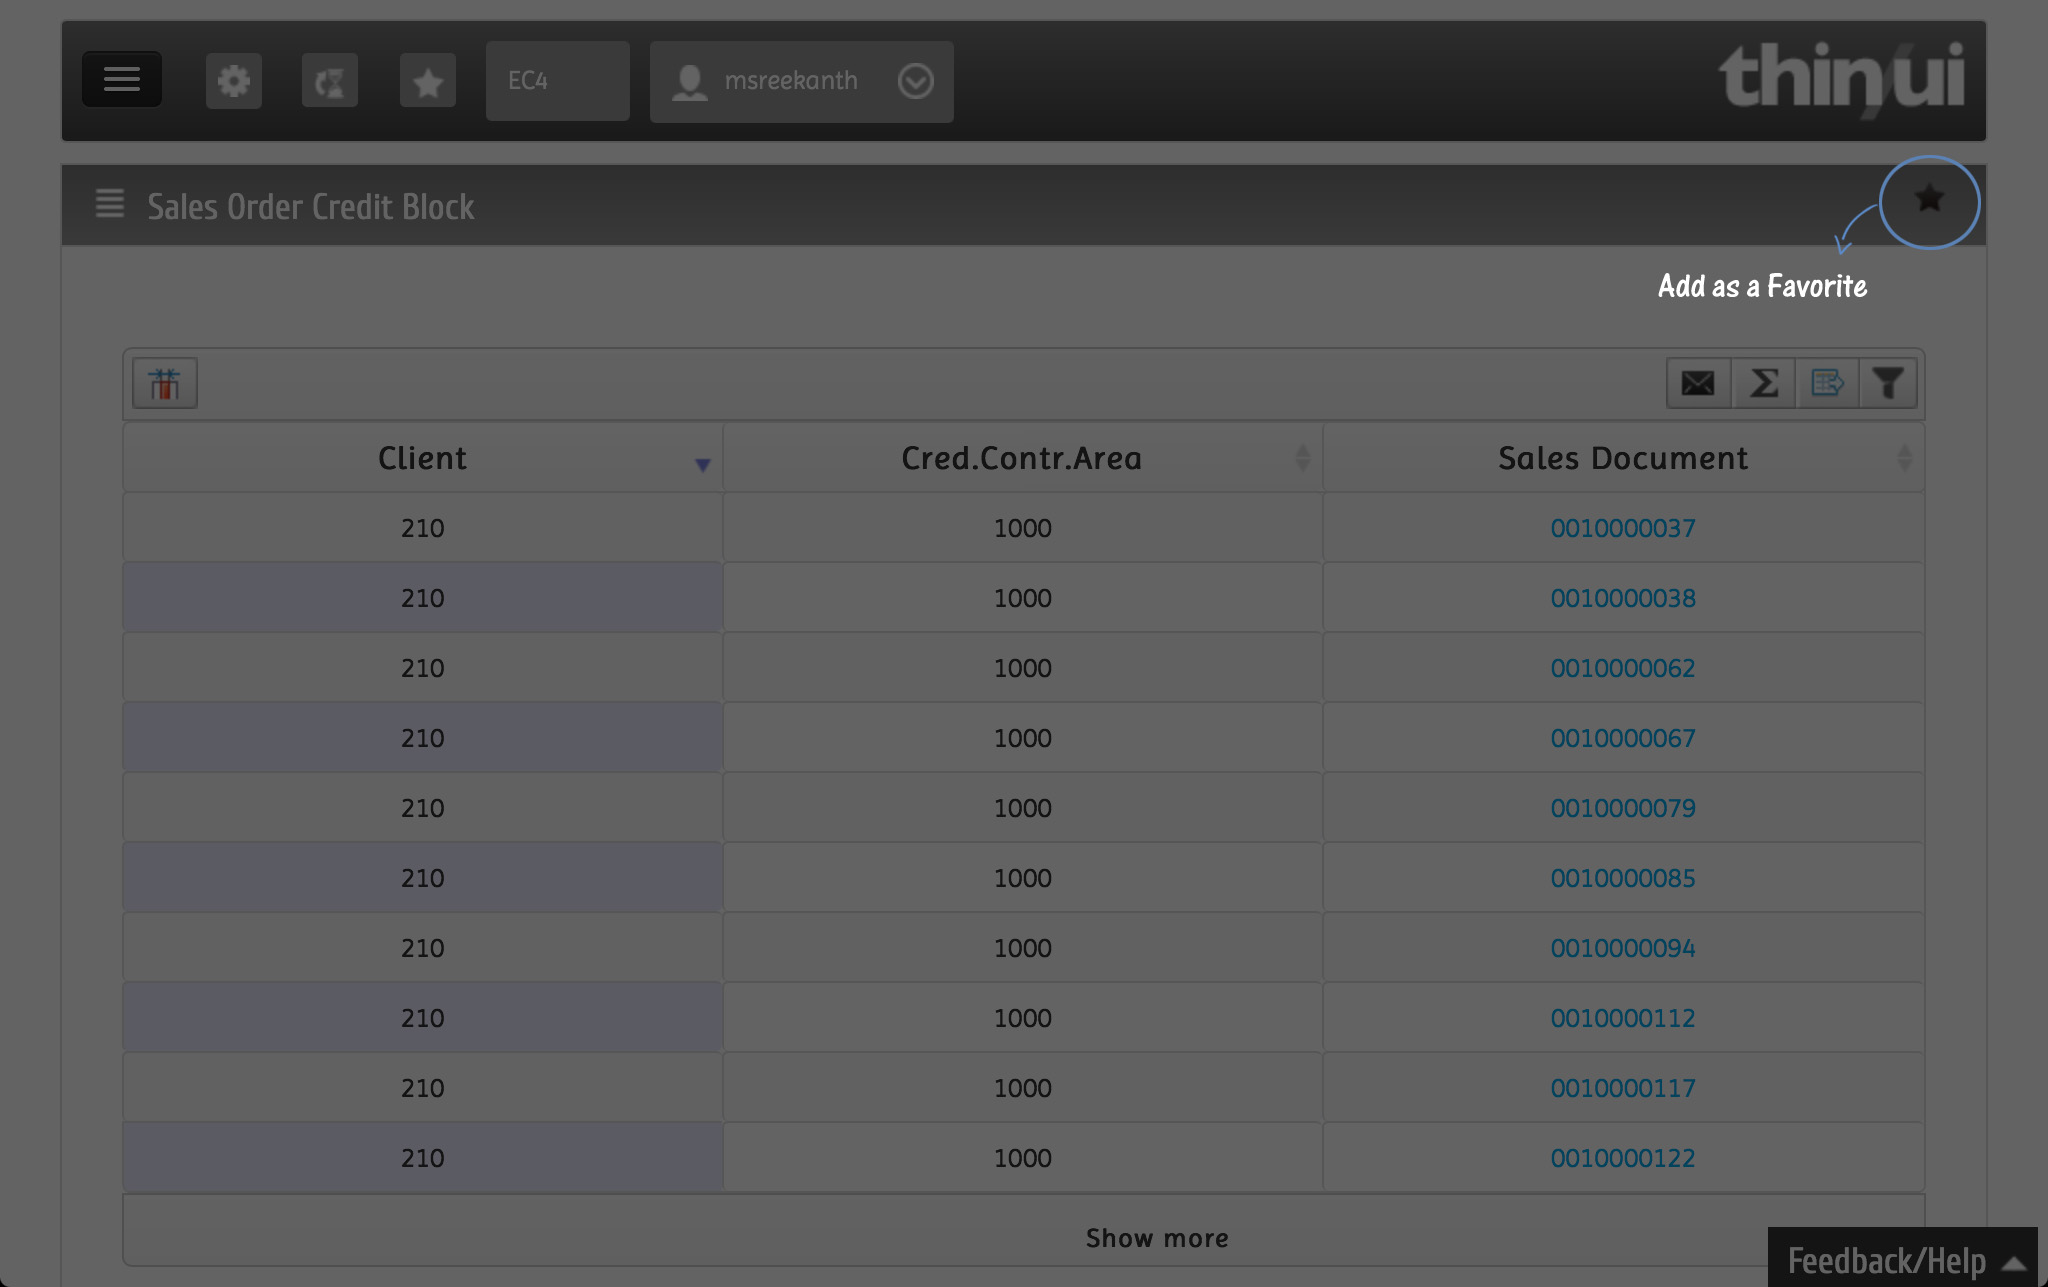 EC4 msreekanth thin/ui
Sales Order Credit Block
Add as a Favorite
Client Cred.Contr.Area Sales Document
210 1000 0010000037
210 1000 0010000038
210 1000 0010000062
210 1000 0010000067
210 1000 0010000079
210 1000 0010000085
210 1000 0010000094
210 1000 0010000112
210 1000 0010000117
210 1000 0010000122
Show more
Feedback/Help